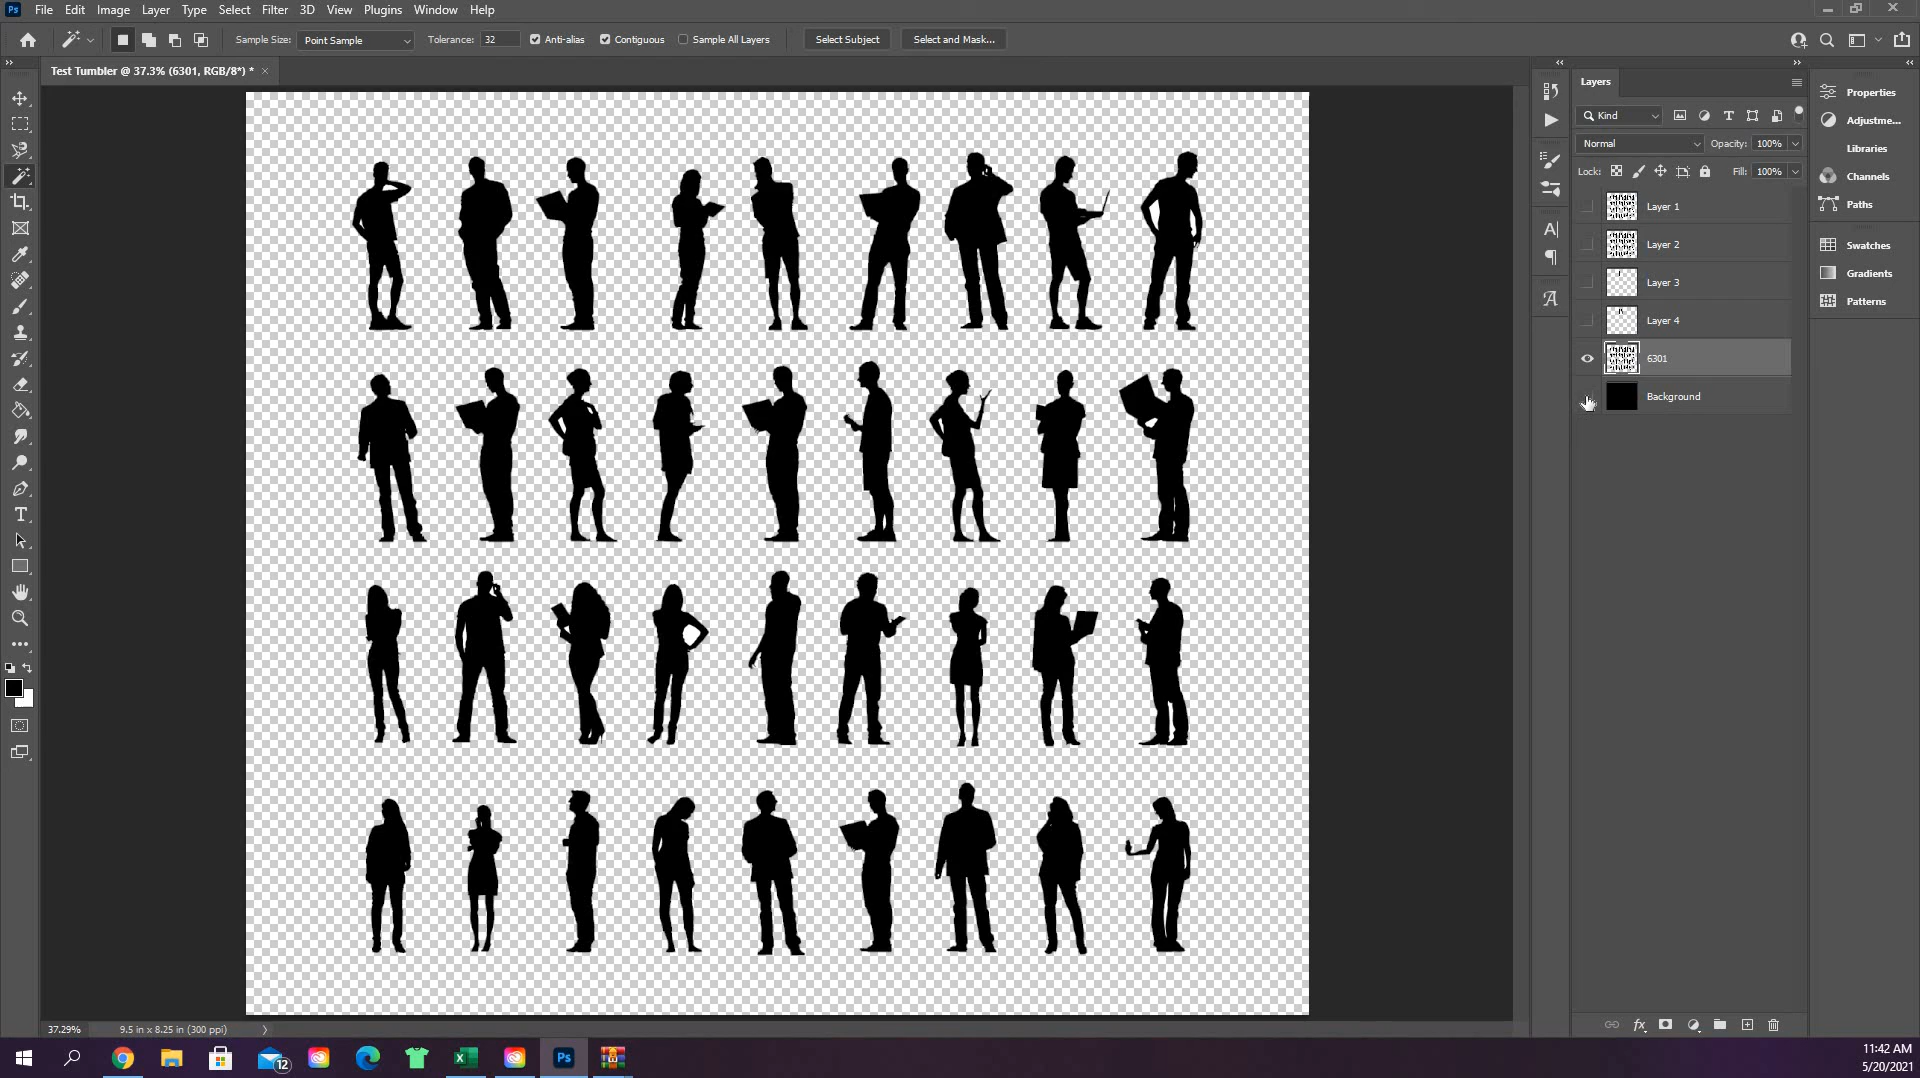 Ps File Edit Image Layer Type Select Filter 3D View Plugins Window Help
Sample Size: Point Sample Tolerance: 32 Anti-alias Contiguous Sample All Layers Select Subject Select and Mask...
Test Tumbler @ 37.3% (6301, RGB/8*) * ×
Layers
Kind
Normal Opacity: 100%
Lock: Fill: 100%
Layer 1
Layer 2
Layer 3
Layer 4
6301
Background
Properties
Adjustme...
Libraries
Channels
Paths
Swatches
Gradients
Patterns
37.29% 9.5 in x 8.25 in (300 ppi)
12
Ps
11:42 AM
5/20/2021